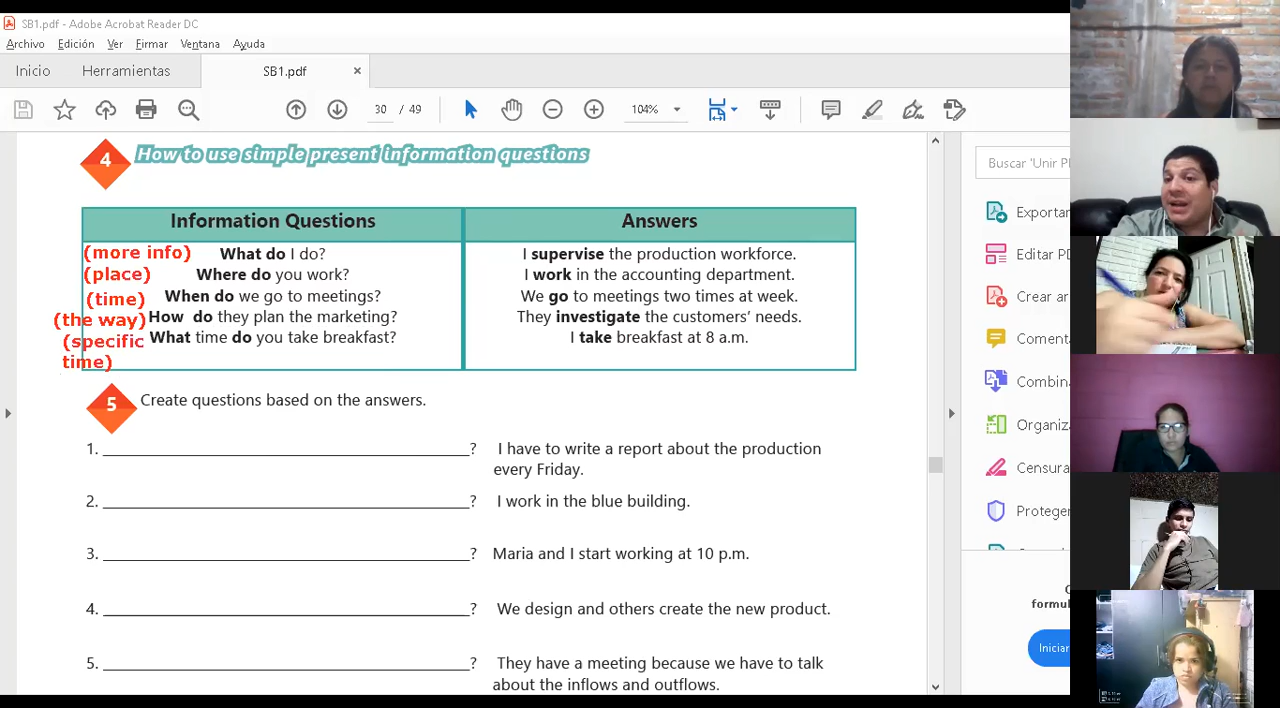 SB1.pdf - Adobe Acrobat Reader DC
Archivo Edición Ver Firmar Ventana Ayuda
Inicio Herramientas SB1.pdf ×
30 / 49 104%
4 How to use simple present information questions
Information Questions Answers
(more info) What do I do? I supervise the production workforce.
(place) Where do you work? I work in the accounting department.
(time) When do we go to meetings? We go to meetings two times at week.
(the way) How do they plan the marketing? They investigate the customers' needs.
(specific What time do you take breakfast? I take breakfast at 8 a.m.
time)
5 Create questions based on the answers.
1. ? I have to write a report about the production
every Friday.
2. ? I work in the blue building.
3. ? Maria and I start working at 10 p.m.
4. ? We design and others create the new product.
5. ? They have a meeting because we have to talk
about the inflows and outflows.
Buscar 'Unir P
Exportar
Editar PD
Crear ar
Coment
Combin
Organiz
Censura
Proteger
formul
Iniciar